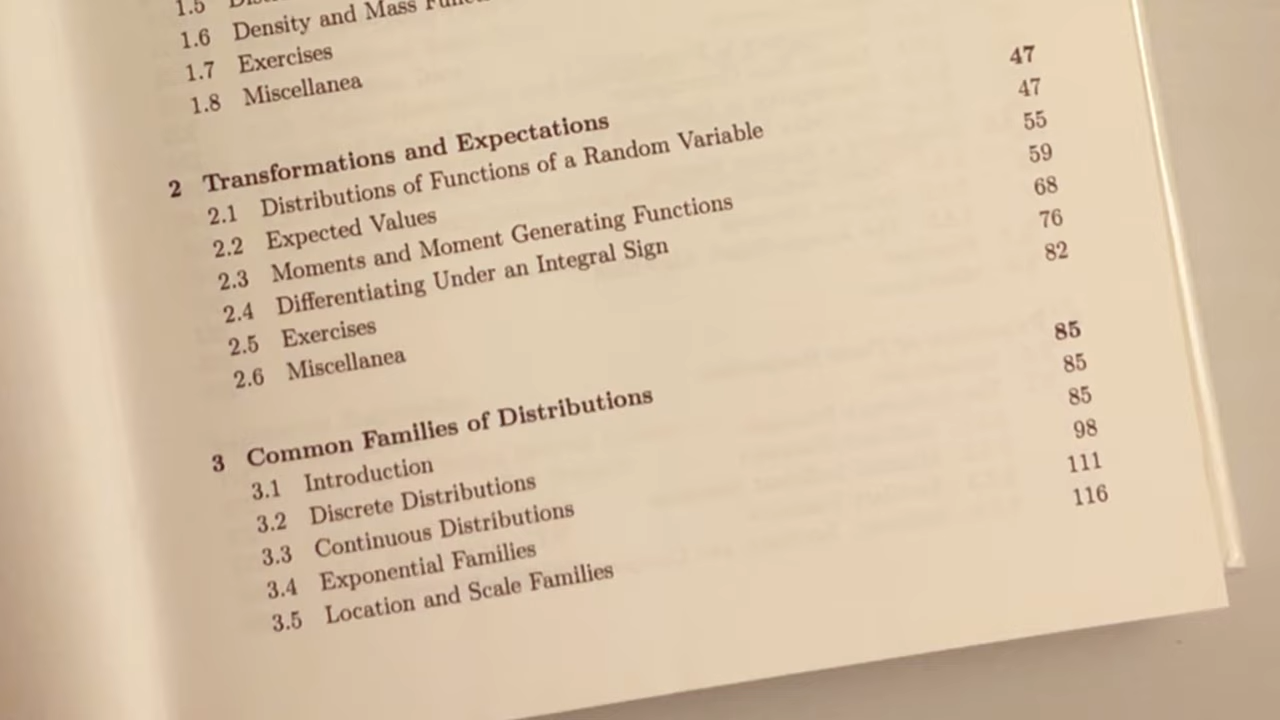 1.5
1.6 Density and Mass
1.7 Exercises
1.8 Miscellanea
2 Transformations and Expectations 47
2.1 Distributions of Functions of a Random Variable 47
2.2 Expected Values 55
2.3 Moments and Moment Generating Functions 59
2.4 Differentiating Under an Integral Sign 68
2.5 Exercises 76
2.6 Miscellanea 82
3 Common Families of Distributions 85
3.1 Introduction 85
3.2 Discrete Distributions 85
3.3 Continuous Distributions 98
3.4 Exponential Families 111
3.5 Location and Scale Families 116